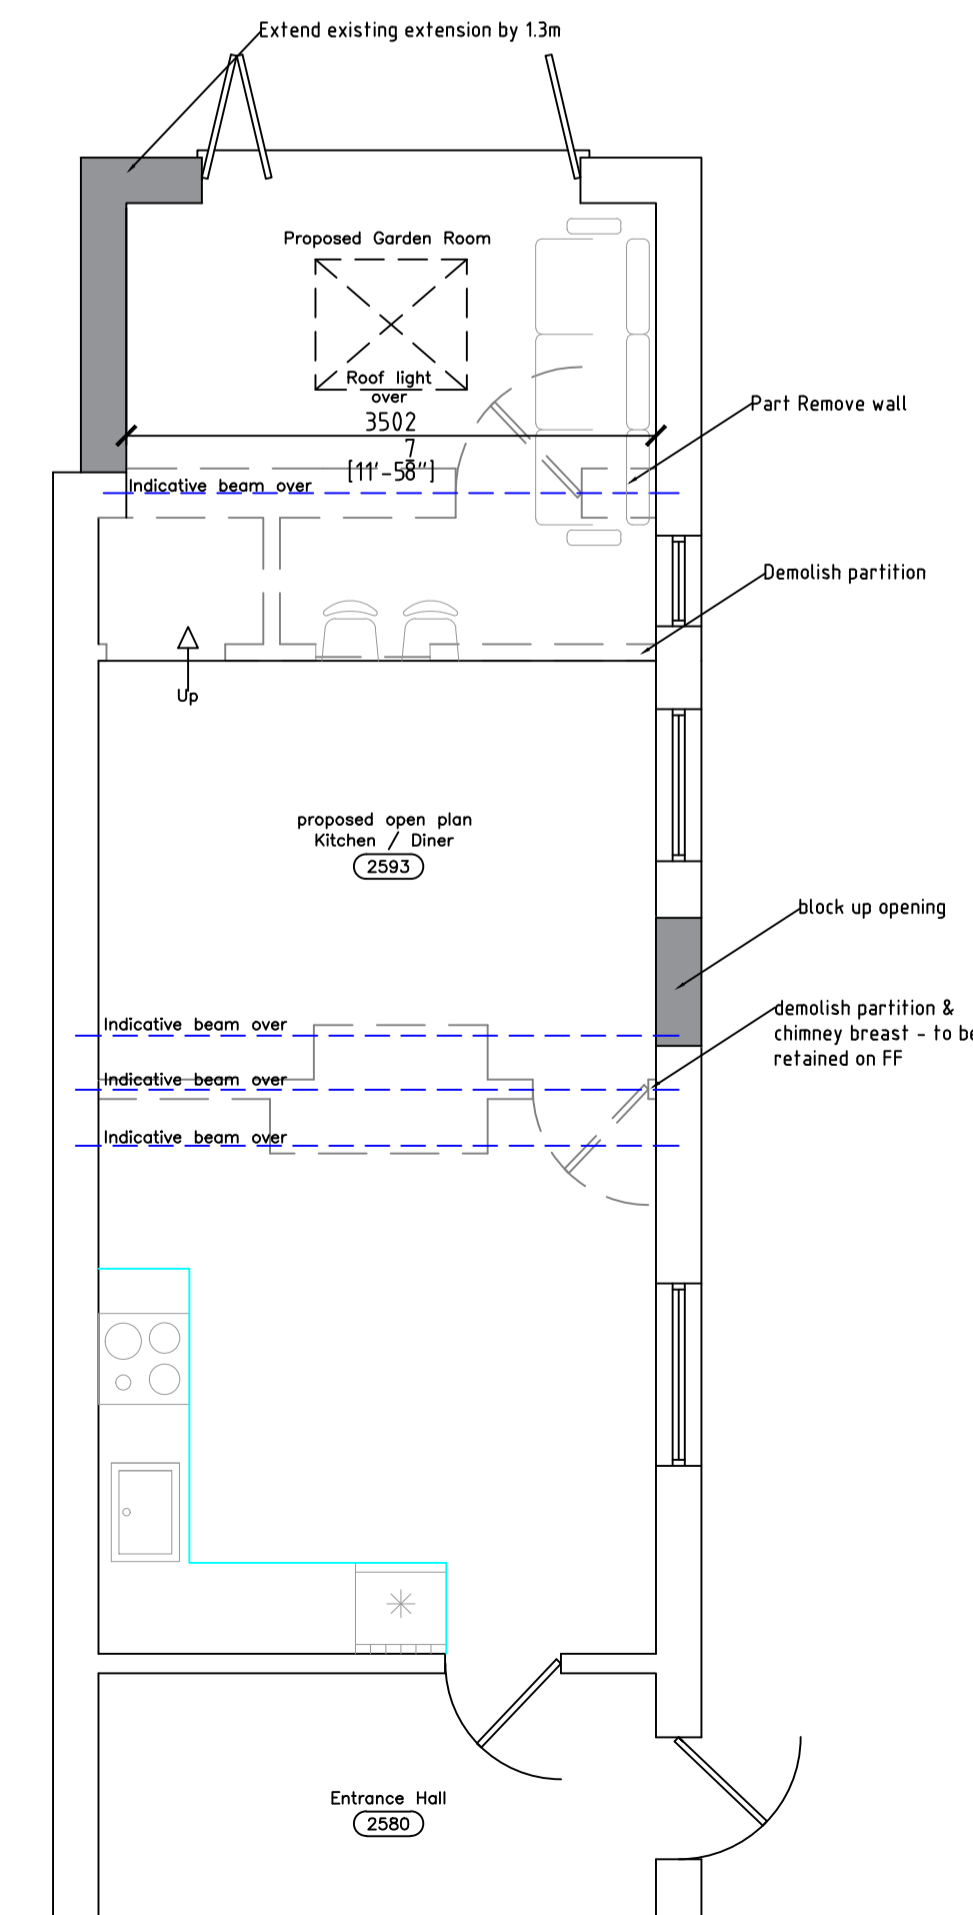 Extend existing extension by 1.3m
Proposed Garden Room
Roof light
over
3502
7
[11'-58"]
Part Remove wall
Indicative beam over
Demolish partition
Up
proposed open plan
Kitchen / Diner
2593
block up opening
demolish partition &
chimney breast - to be
retained on FF
Indicative beam over
Indicative beam over
Indicative beam over
Entrance Hall
2580